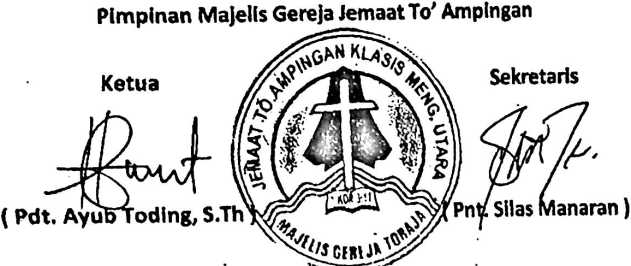 Pimpinan Majelis Gereja Jemaat To' Ampingan
Ketua
Sekretaris
JEMAAT TO AMPINGAN KLASIS MENG. UTARA
MAJELIS GEREJA TORAJA
( Pdt. Ayub Toding, S.Th )
( Pnt. Silas Manaran )